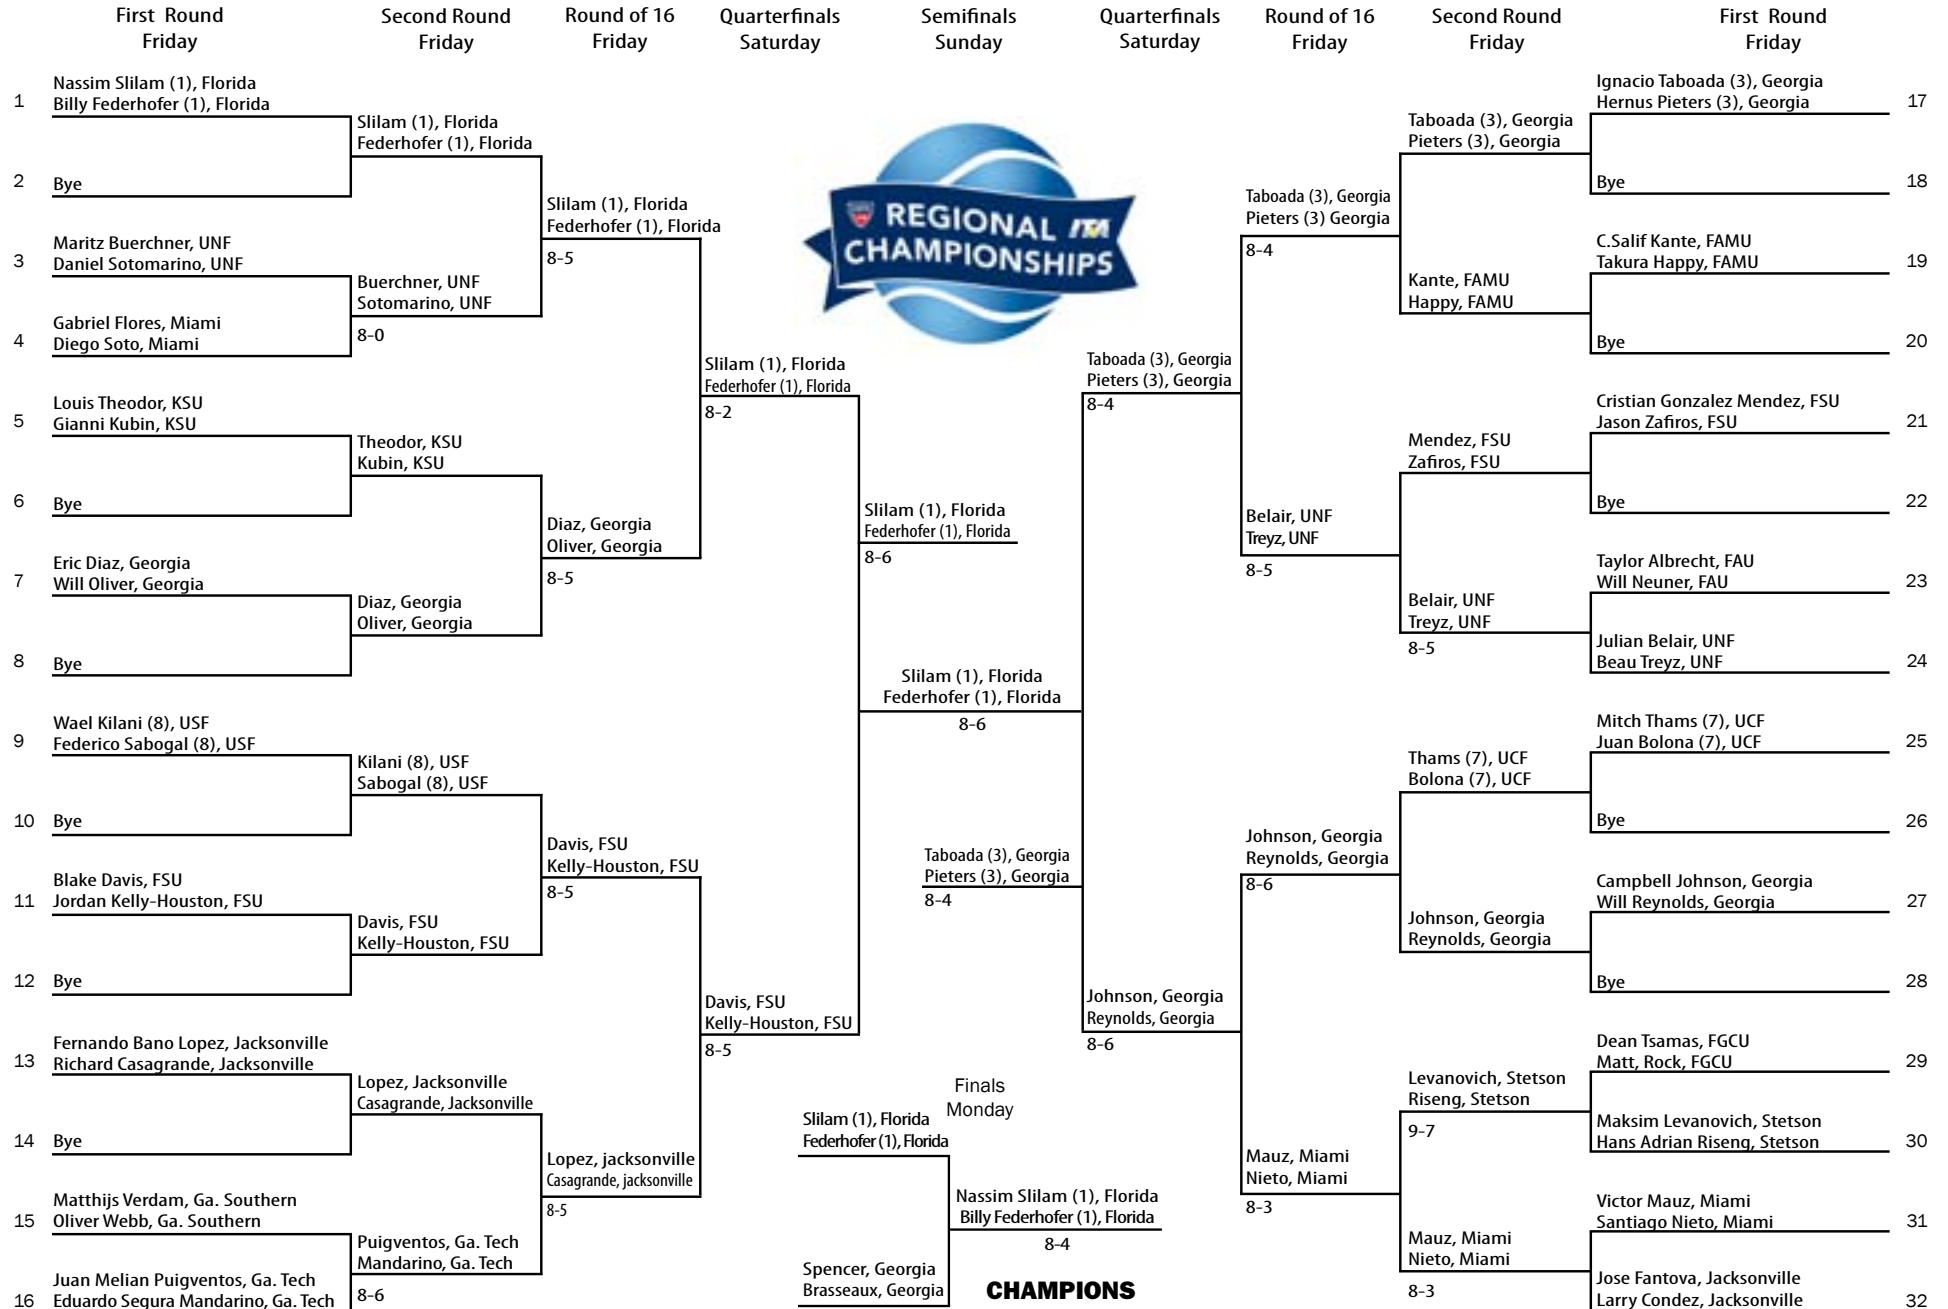 First Round
Friday
Second Round
Friday
Round of 16
Friday
Quarterfinals
Saturday
Semifinals
Sunday
Quarterfinals
Saturday
Round of 16
Friday
Second Round
Friday
First Round
Friday
1
Nassim Slilam (1), Florida
Billy Federhofer (1), Florida
2
Bye
3
Maritz Buerchner, UNF
Daniel Sotomarino, UNF
4
Gabriel Flores, Miami
Diego Soto, Miami
5
Louis Theodor, KSU
Gianni Kubin, KSU
6
Bye
7
Eric Diaz, Georgia
Will Oliver, Georgia
8
Bye
9
Wael Kilani (8), USF
Federico Sabogal (8), USF
10
Bye
11
Blake Davis, FSU
Jordan Kelly-Houston, FSU
12
Bye
13
Fernando Bano Lopez, Jacksonville
Richard Casagrande, Jacksonville
14
Bye
15
Matthijs Verdam, Ga. Southern
Oliver Webb, Ga. Southern
16
Juan Melian Puigventos, Ga. Tech
Eduardo Segura Mandarino, Ga. Tech
Slilam (1), Florida
Federhofer (1), Florida
Buerchner, UNF
Sotomarino, UNF
8-0
Theodor, KSU
Kubin, KSU
Diaz, Georgia
Oliver, Georgia
Kilani (8), USF
Sabogal (8), USF
Davis, FSU
Kelly-Houston, FSU
Lopez, Jacksonville
Casagrande, Jacksonville
Puigventos, Ga. Tech
Mandarino, Ga. Tech
8-6
Slilam (1), Florida
Federhofer (1), Florida
8-5
Diaz, Georgia
Oliver, Georgia
8-5
Davis, FSU
Kelly-Houston, FSU
8-5
Lopez, jacksonville
Casagrande, jacksonville
8-5
Slilam (1), Florida
Federhofer (1), Florida
8-2
Davis, FSU
Kelly-Houston, FSU
8-5
REGIONAL ITA
CHAMPIONSHIPS
Slilam (1), Florida
Federhofer (1), Florida
8-6
Slilam (1), Florida
Federhofer (1), Florida
8-6
Taboada (3), Georgia
Pieters (3), Georgia
8-4
Finals
Monday
Slilam (1), Florida
Federhofer (1), Florida
Nassim Slilam (1), Florida
Billy Federhofer (1), Florida
8-4
Spencer, Georgia
Brasseaux, Georgia
CHAMPIONS
Taboada (3), Georgia
Pieters (3), Georgia
8-4
Johnson, Georgia
Reynolds, Georgia
8-6
Taboada (3), Georgia
Pieters (3) Georgia
8-4
Belair, UNF
Treyz, UNF
8-5
Johnson, Georgia
Reynolds, Georgia
8-6
Mauz, Miami
Nieto, Miami
8-3
Taboada (3), Georgia
Pieters (3), Georgia
Kante, FAMU
Happy, FAMU
Mendez, FSU
Zafiros, FSU
Belair, UNF
Treyz, UNF
8-5
Thams (7), UCF
Bolona (7), UCF
Johnson, Georgia
Reynolds, Georgia
Levanovich, Stetson
Riseng, Stetson
9-7
Mauz, Miami
Nieto, Miami
8-3
Ignacio Taboada (3), Georgia
Hernus Pieters (3), Georgia
17
Bye
18
C.Salif Kante, FAMU
Takura Happy, FAMU
19
Bye
20
Cristian Gonzalez Mendez, FSU
Jason Zafiros, FSU
21
Bye
22
Taylor Albrecht, FAU
Will Neuner, FAU
23
Julian Belair, UNF
Beau Treyz, UNF
24
Mitch Thams (7), UCF
Juan Bolona (7), UCF
25
Bye
26
Campbell Johnson, Georgia
Will Reynolds, Georgia
27
Bye
28
Dean Tsamas, FGCU
Matt, Rock, FGCU
29
Maksim Levanovich, Stetson
Hans Adrian Riseng, Stetson
30
Victor Mauz, Miami
Santiago Nieto, Miami
31
Jose Fantova, Jacksonville
Larry Condez, Jacksonville
32